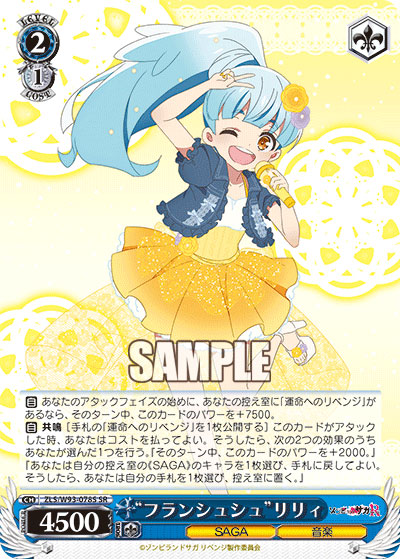 LEVEL
2
1
COST
SAMPLE
自 あなたのアタックフェイズの始めに、あなたの控え室に「運命へのリベンジ」が
あるなら、そのターン中、このカードのパワーを+7500。
自 共鳴 [手札の「運命へのリベンジ」を1枚公開する] このカードがアタック
した時、あなたはコストを払ってよい。そうしたら、次の2つの効果のうち
あなたが選んだ1つを行う。『そのターン中、このカードのパワーを+2000。』
『あなたは自分の控え室の《SAGA》のキャラを1枚選び、手札に戻してよい。
そうしたら、あなたは自分の手札を1枚選び、控え室に置く。』
CH ZLS/W93-078S SR
4500
“フランシュシュ”リリィ
ゾンビランドサガR
SAGA
音楽
©ゾンビランドサガ リベンジ製作委員会